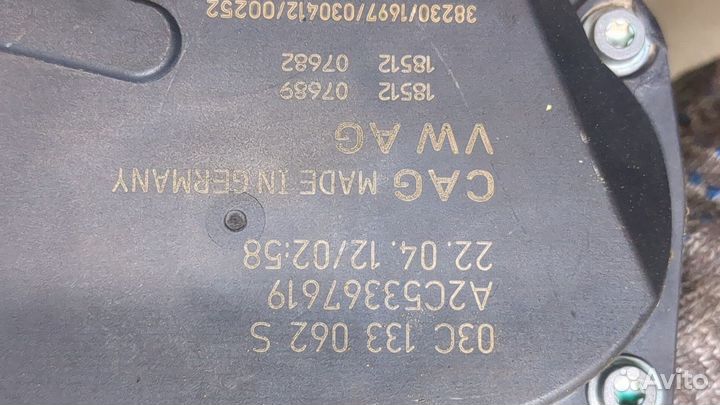 03C 133 062 S
A2C53367619
22.04.12/02:58
CAG MADE IN GERMANY
VW AG
18512 07689
18512 07682
38230/1697/030412/00252
Avito